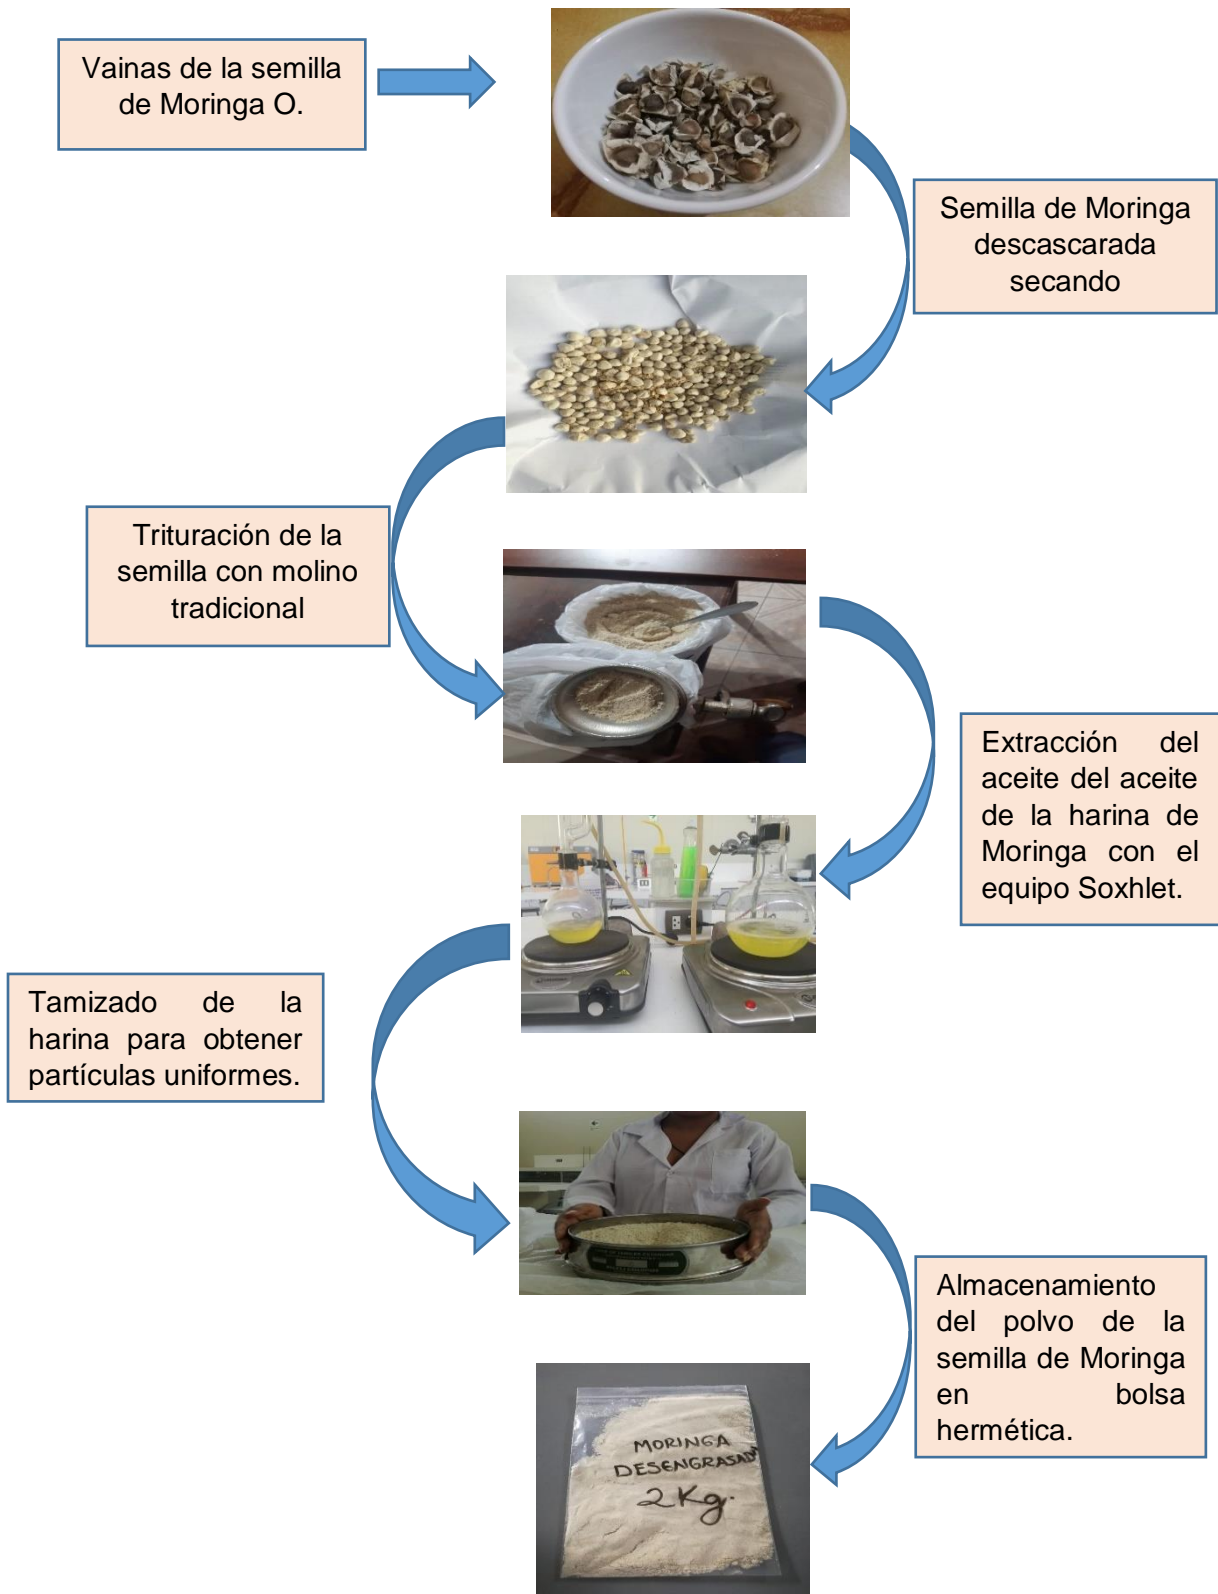 Vainas de la semilla
de Moringa O.
Semilla de Moringa
descascarada
secando
Trituración de la
semilla con molino
tradicional
Extracción del
aceite del aceite
de la harina de
Moringa con el
equipo Soxhlet.
Tamizado de la
harina para obtener
partículas uniformes.
Almacenamiento
del polvo de la
semilla de Moringa
en bolsa
hermética.
MORINGA
DESENGRASADA
2 Kg.